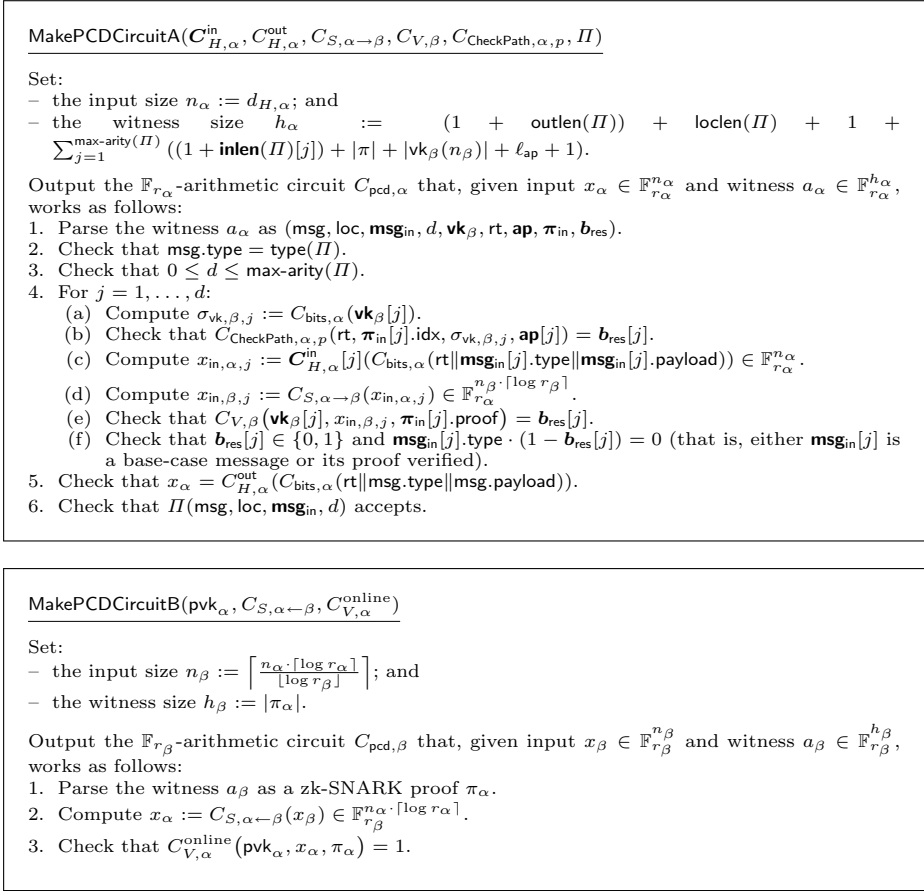 MakePCDCircuitA(C^in_{H,α}, C^out_{H,α}, C_{S,α→β}, C_{V,β}, C_{CheckPath,α,p}, Π)
Set:
– the input size n_α := d_{H,α}; and
– the witness size h_α := (1 + outlen(Π)) + loclen(Π) + 1 +
∑_{j=1}^{max-arity(Π)} ((1 + inlen(Π)[j]) + |π| + |vk_β(n_β)| + ℓ_ap + 1).
Output the 𝔽_{r_α}-arithmetic circuit C_{pcd,α} that, given input x_α ∈ 𝔽_{r_α}^{n_α} and witness a_α ∈ 𝔽_{r_α}^{h_α},
works as follows:
1. Parse the witness a_α as (msg, loc, msg_in, d, vk_β, rt, ap, π_in, b_res).
2. Check that msg.type = type(Π).
3. Check that 0 ≤ d ≤ max-arity(Π).
4. For j = 1, . . . , d:
(a) Compute σ_{vk,β,j} := C_{bits,α}(vk_β[j]).
(b) Check that C_{CheckPath,α,p}(rt, π_in[j].idx, σ_{vk,β,j}, ap[j]) = b_res[j].
(c) Compute x_{in,α,j} := C^in_{H,α}[j](C_{bits,α}(rt‖msg_in[j].type‖msg_in[j].payload)) ∈ 𝔽_{r_α}^{n_α}.
(d) Compute x_{in,β,j} := C_{S,α→β}(x_{in,α,j}) ∈ 𝔽_{r_α}^{n_β·⌈log r_β⌉}.
(e) Check that C_{V,β}(vk_β[j], x_{in,β,j}, π_in[j].proof) = b_res[j].
(f) Check that b_res[j] ∈ {0, 1} and msg_in[j].type · (1 − b_res[j]) = 0 (that is, either msg_in[j] is
a base-case message or its proof verified).
5. Check that x_α = C^out_{H,α}(C_{bits,α}(rt‖msg.type‖msg.payload)).
6. Check that Π(msg, loc, msg_in, d) accepts.
MakePCDCircuitB(pvk_α, C_{S,α←β}, C^online_{V,α})
Set:
– the input size n_β := ⌈ n_α·⌈log r_α⌉ / ⌊log r_β⌋ ⌉; and
– the witness size h_β := |π_α|.
Output the 𝔽_{r_β}-arithmetic circuit C_{pcd,β} that, given input x_β ∈ 𝔽_{r_β}^{n_β} and witness a_β ∈ 𝔽_{r_β}^{h_β},
works as follows:
1. Parse the witness a_β as a zk-SNARK proof π_α.
2. Compute x_α := C_{S,α←β}(x_β) ∈ 𝔽_{r_β}^{n_α·⌈log r_α⌉}.
3. Check that C^online_{V,α}(pvk_α, x_α, π_α) = 1.